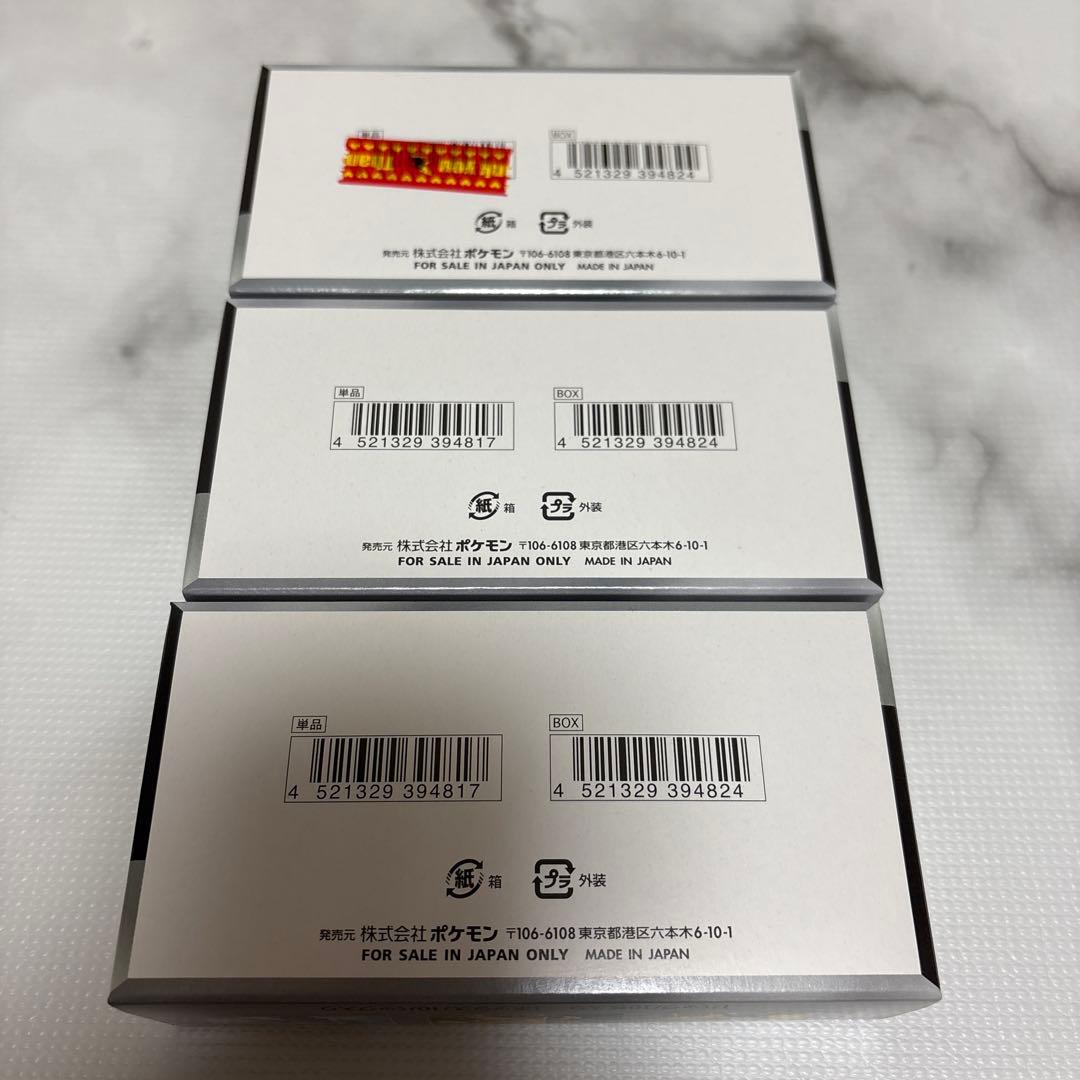 単品
BOX
Thank you
4 521329 394824
紙 箱 プラ 外装
発売元 株式会社ポケモン 〒106-6108 東京都港区六本木6-10-1
FOR SALE IN JAPAN ONLY MADE IN JAPAN
単品 BOX
4 521329 394817 4 521329 394824
紙 箱 プラ 外装
発売元 株式会社ポケモン 〒106-6108 東京都港区六本木6-10-1
FOR SALE IN JAPAN ONLY MADE IN JAPAN
単品 BOX
4 521329 394817 4 521329 394824
紙 箱 プラ 外装
発売元 株式会社ポケモン 〒106-6108 東京都港区六本木6-10-1
FOR SALE IN JAPAN ONLY MADE IN JAPAN